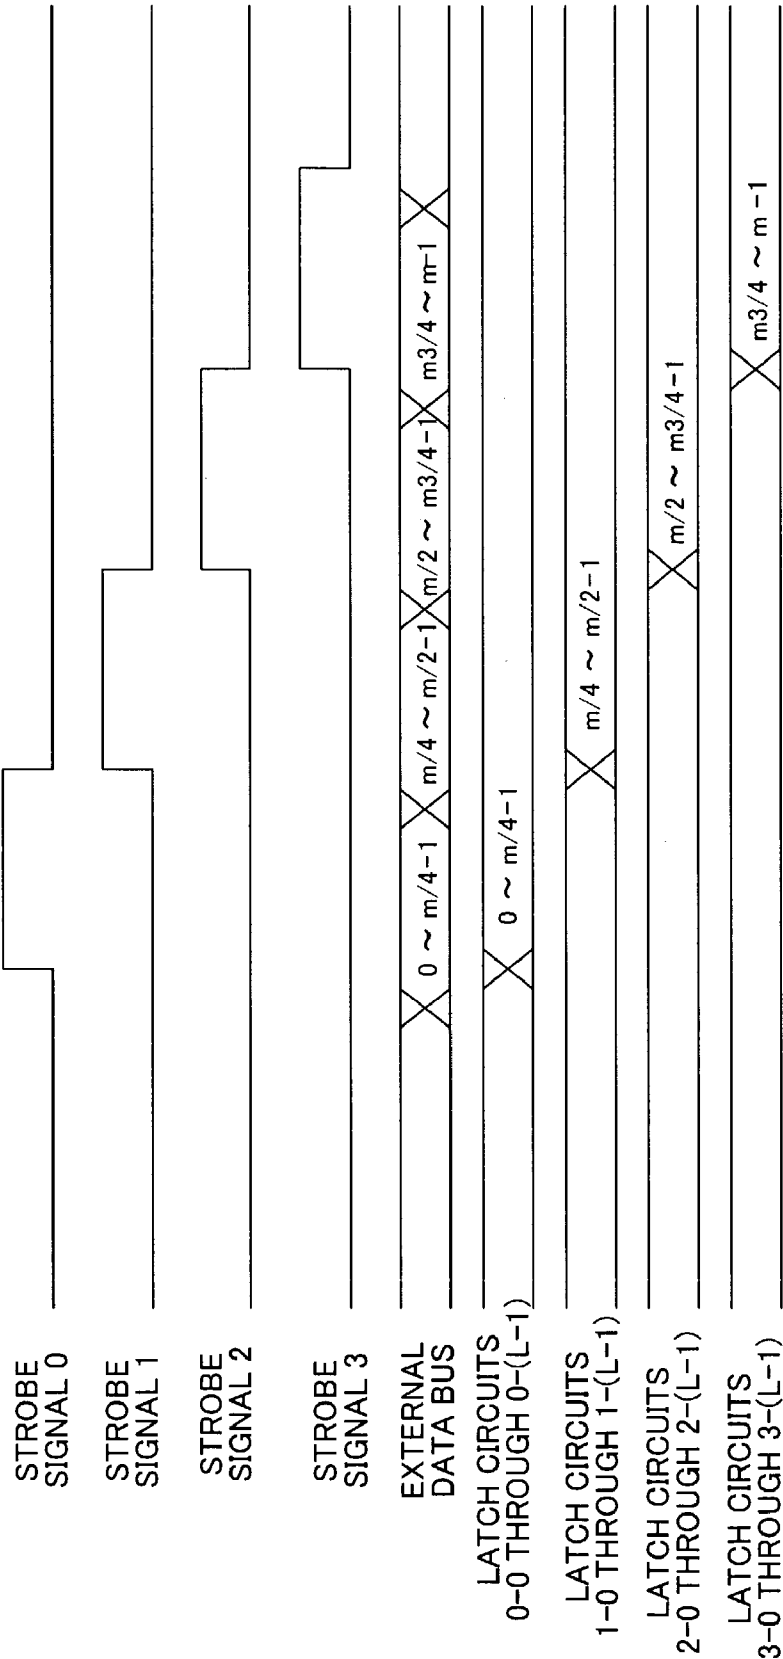 STROBE
SIGNAL 0
STROBE
SIGNAL 1
STROBE
SIGNAL 2
STROBE
SIGNAL 3
EXTERNAL
DATA BUS
0 ~ m/4-1
m/4 ~ m/2-1
m/2 ~ m3/4-1
m3/4 ~ m-1
LATCH CIRCUITS
0-0 THROUGH 0-(L-1)
0 ~ m/4-1
LATCH CIRCUITS
1-0 THROUGH 1-(L-1)
m/4 ~ m/2-1
LATCH CIRCUITS
2-0 THROUGH 2-(L-1)
m/2 ~ m3/4-1
LATCH CIRCUITS
3-0 THROUGH 3-(L-1)
m3/4 ~ m -1